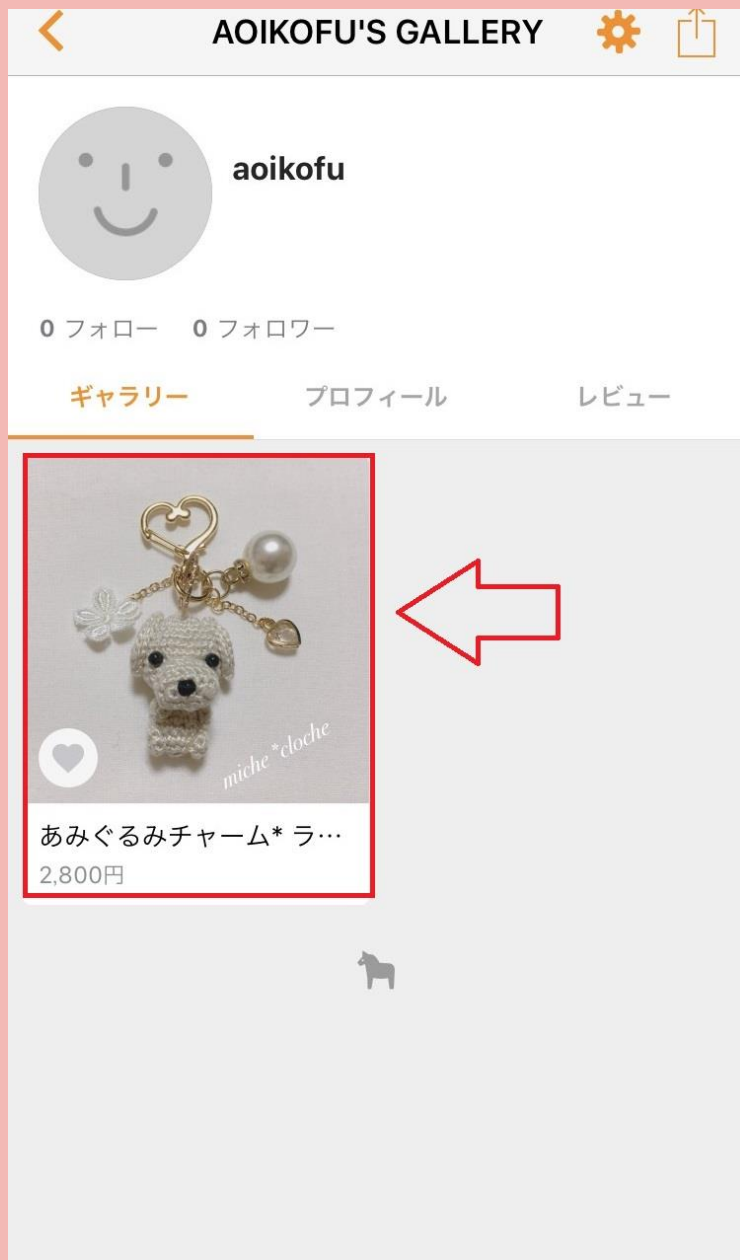 AOIKOFU'S GALLERY
aoikofu
0 フォロー 0 フォロワー
ギャラリー プロフィール レビュー
miche*cloche
あみぐるみチャーム* ラ…
2,800円